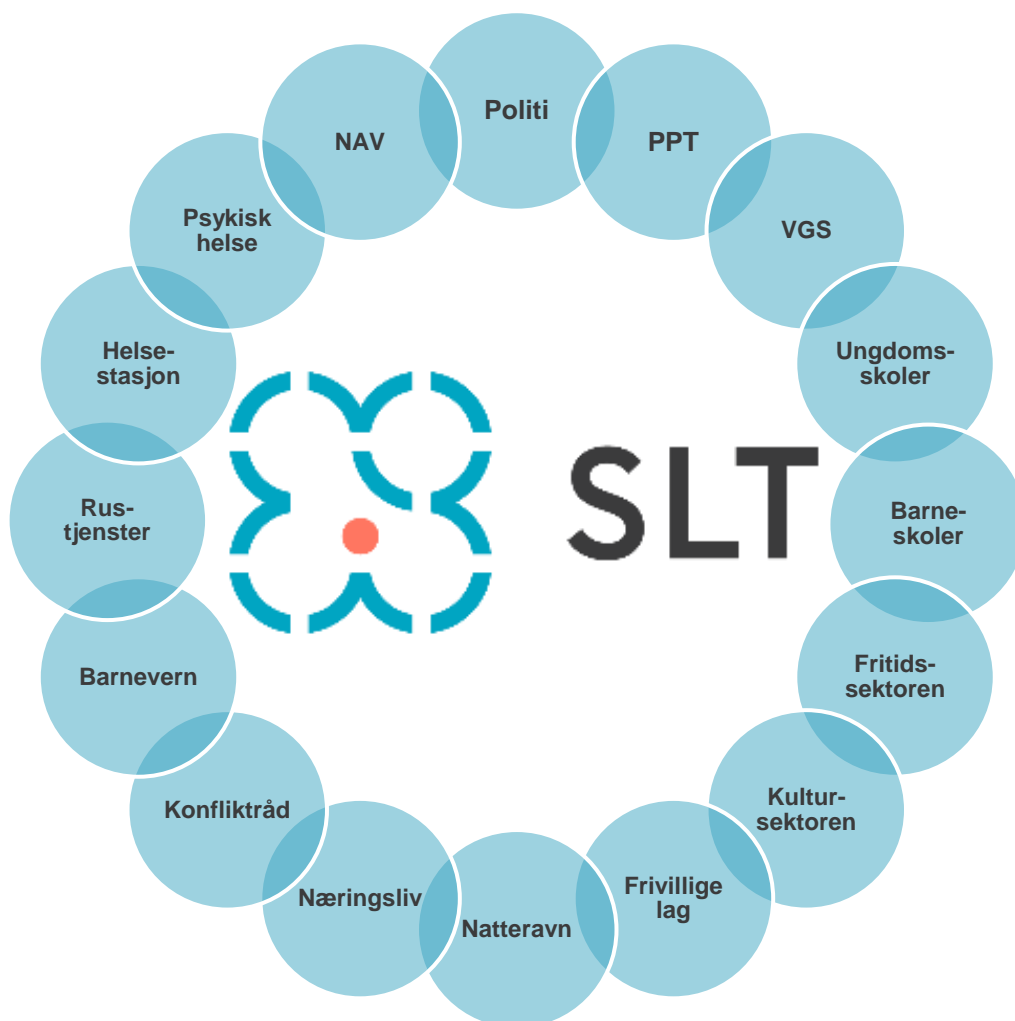 Politi
PPT
VGS
Ungdoms-
skoler
Barne-
skoler
Fritids-
sektoren
Kultur-
sektoren
Frivillige
lag
Natteravn
Næringsliv
Konfliktråd
Barnevern
Rus-
tjenster
Helse-
stasjon
Psykisk
helse
NAV
SLT